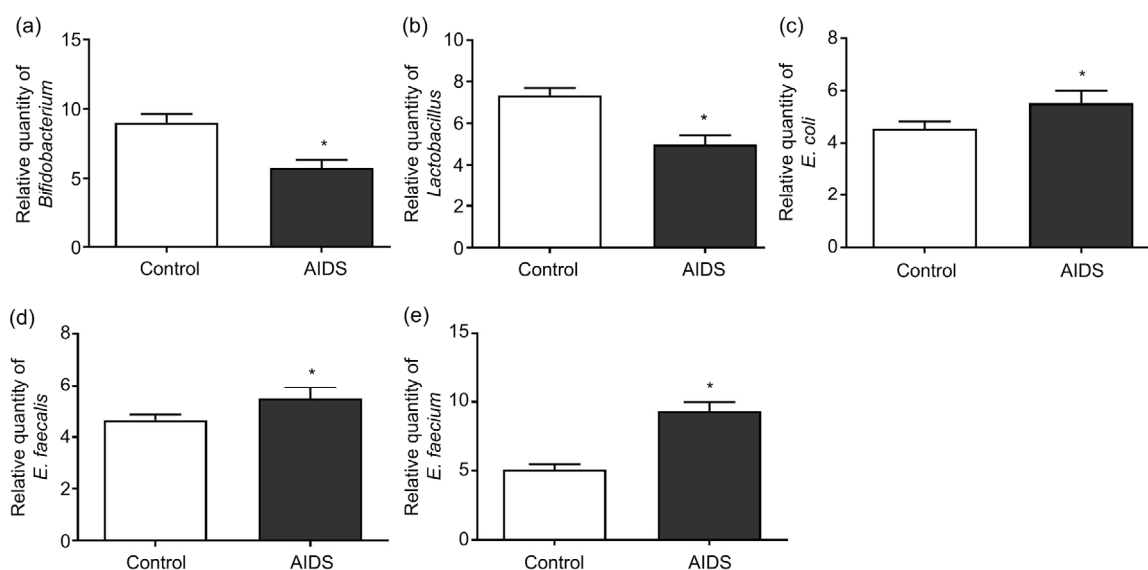 (a)
Relative quantity of
Bifidobacterium
15
10
5
0
*
Control
AIDS
(b)
Relative quantity of
Lactobacillus
10
8
6
4
2
0
*
Control
AIDS
(c)
Relative quantity of
E. coli
8
6
4
2
0
*
Control
AIDS
(d)
Relative quantity of
E. faecalis
8
6
4
2
0
*
Control
AIDS
(e)
Relative quantity of
E. faecium
15
10
5
0
*
Control
AIDS